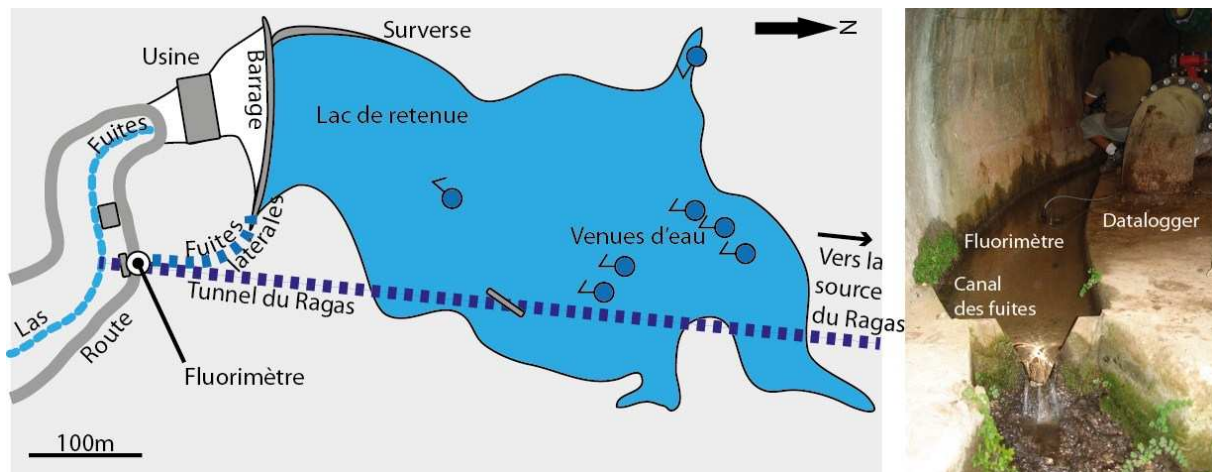 Surverse
N
Usine
Barrage
Lac de retenue
Fuites
Fuites
latérales
Venues d'eau
Vers la
source
du Ragas
Tunnel du Ragas
Las
Route
Fluorimètre
100m
Datalogger
Fluorimètre
Canal
des fuites